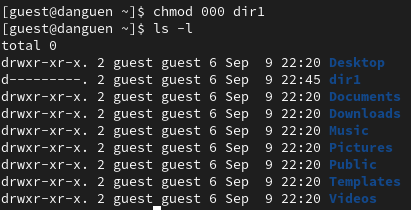 [guest@danguen ~]$ chmod 000 dir1
[guest@danguen ~]$ ls -l
total 0
drwxr-xr-x. 2 guest guest 6 Sep  9 22:20 Desktop
d---------. 2 guest guest 6 Sep  9 22:45 dir1
drwxr-xr-x. 2 guest guest 6 Sep  9 22:20 Documents
drwxr-xr-x. 2 guest guest 6 Sep  9 22:20 Downloads
drwxr-xr-x. 2 guest guest 6 Sep  9 22:20 Music
drwxr-xr-x. 2 guest guest 6 Sep  9 22:20 Pictures
drwxr-xr-x. 2 guest guest 6 Sep  9 22:20 Public
drwxr-xr-x. 2 guest guest 6 Sep  9 22:20 Templates
drwxr-xr-x. 2 guest guest 6 Sep  9 22:20 Videos